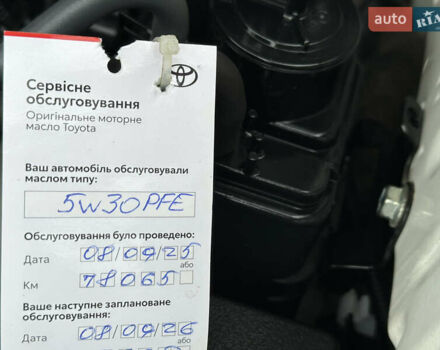 auto RIA
Сервісне
обслуговування
Оригінальне моторне
масло Toyota
Ваш автомобіль обслуговували
маслом типу:
5W30PFE
Обслуговування було проведено:
Дата 08/09/25
або
Км 78065
Ваше наступне заплановане
обслуговування:
Дата 08/09/26
або